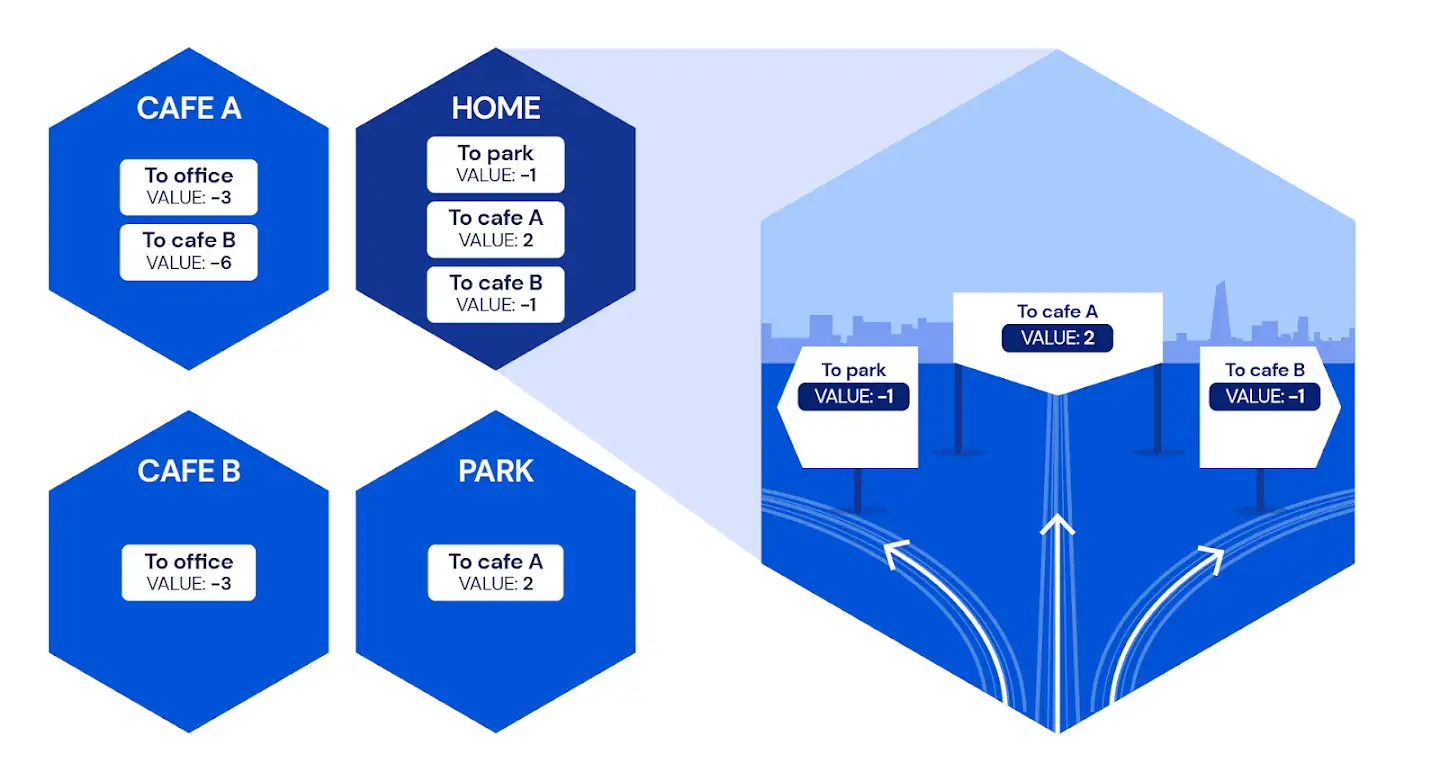 CAFE A
To office
VALUE: -3
To cafe B
VALUE: -6
HOME
To park
VALUE: -1
To cafe A
VALUE: 2
To cafe B
VALUE: -1
CAFE B
To office
VALUE: -3
PARK
To cafe A
VALUE: 2
To cafe A
VALUE: 2
To park
VALUE: -1
To cafe B
VALUE: -1